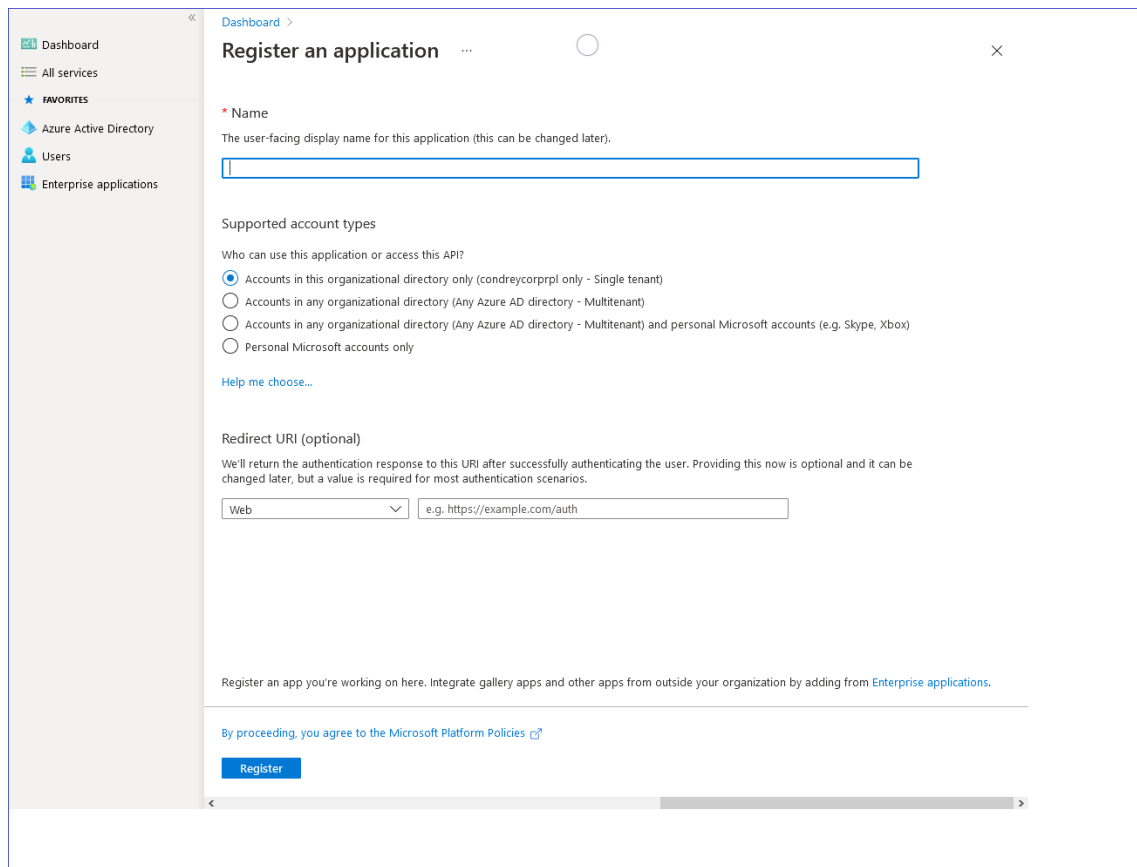 «
Dashboard
All services
FAVORITES
Azure Active Directory
Users
Enterprise applications
Dashboard >
Register an application ...
* Name
The user-facing display name for this application (this can be changed later).
Supported account types
Who can use this application or access this API?
Accounts in this organizational directory only (condreycorprpl only - Single tenant)
Accounts in any organizational directory (Any Azure AD directory - Multitenant)
Accounts in any organizational directory (Any Azure AD directory - Multitenant) and personal Microsoft accounts (e.g. Skype, Xbox)
Personal Microsoft accounts only
Help me choose...
Redirect URI (optional)
We'll return the authentication response to this URI after successfully authenticating the user. Providing this now is optional and it can be
changed later, but a value is required for most authentication scenarios.
Web e.g. https://example.com/auth
Register an app you're working on here. Integrate gallery apps and other apps from outside your organization by adding from Enterprise applications.
By proceeding, you agree to the Microsoft Platform Policies
Register